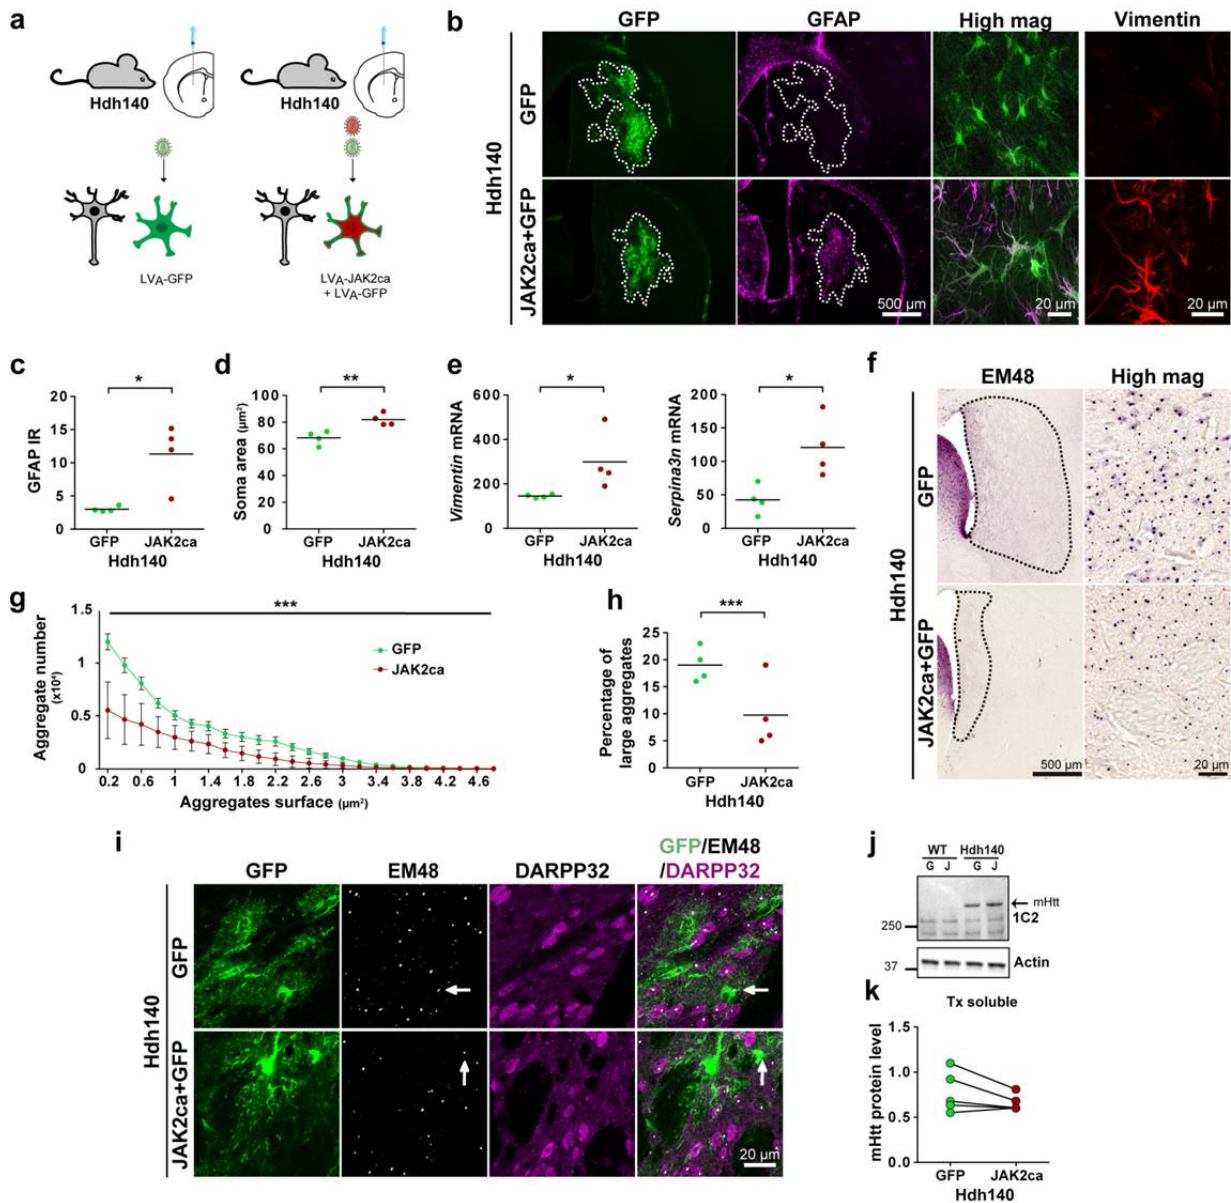 a
Hdh140
Hdh140
LVA-GFP
LVA-JAK2ca
+ LVA-GFP
b
GFP
GFAP
High mag
Vimentin
Hdh140
GFP
JAK2ca+GFP
500 µm
20 µm
20 µm
c
*
GFAP IR
20
15
10
5
0
GFP
JAK2ca
Hdh140
d
**
Soma area (µm²)
100
80
60
40
20
0
GFP
JAK2ca
Hdh140
e
*
Vimentin mRNA
600
400
200
0
GFP
JAK2ca
Hdh140
*
Serpina3n mRNA
200
150
100
50
0
GFP
JAK2ca
Hdh140
f
EM48
High mag
Hdh140
GFP
JAK2ca+GFP
500 µm
20 µm
g
***
Aggregate number
(x10⁴)
1.5
1
0.5
0
GFP
JAK2ca
0.2
0.6
1
1.4
1.8
2.2
2.6
3
3.4
3.8
4.2
4.6
Aggregates surface (µm²)
h
***
Percentage of
large aggregates
25
20
15
10
5
0
GFP
JAK2ca
Hdh140
i
GFP
EM48
DARPP32
GFP/EM48
/DARPP32
Hdh140
GFP
JAK2ca+GFP
20 µm
j
WT
Hdh140
G
J
G
J
mHtt
1C2
250
Actin
37
k
Tx soluble
mHtt protein level
1.5
1.0
0.5
0.0
GFP
JAK2ca
Hdh140